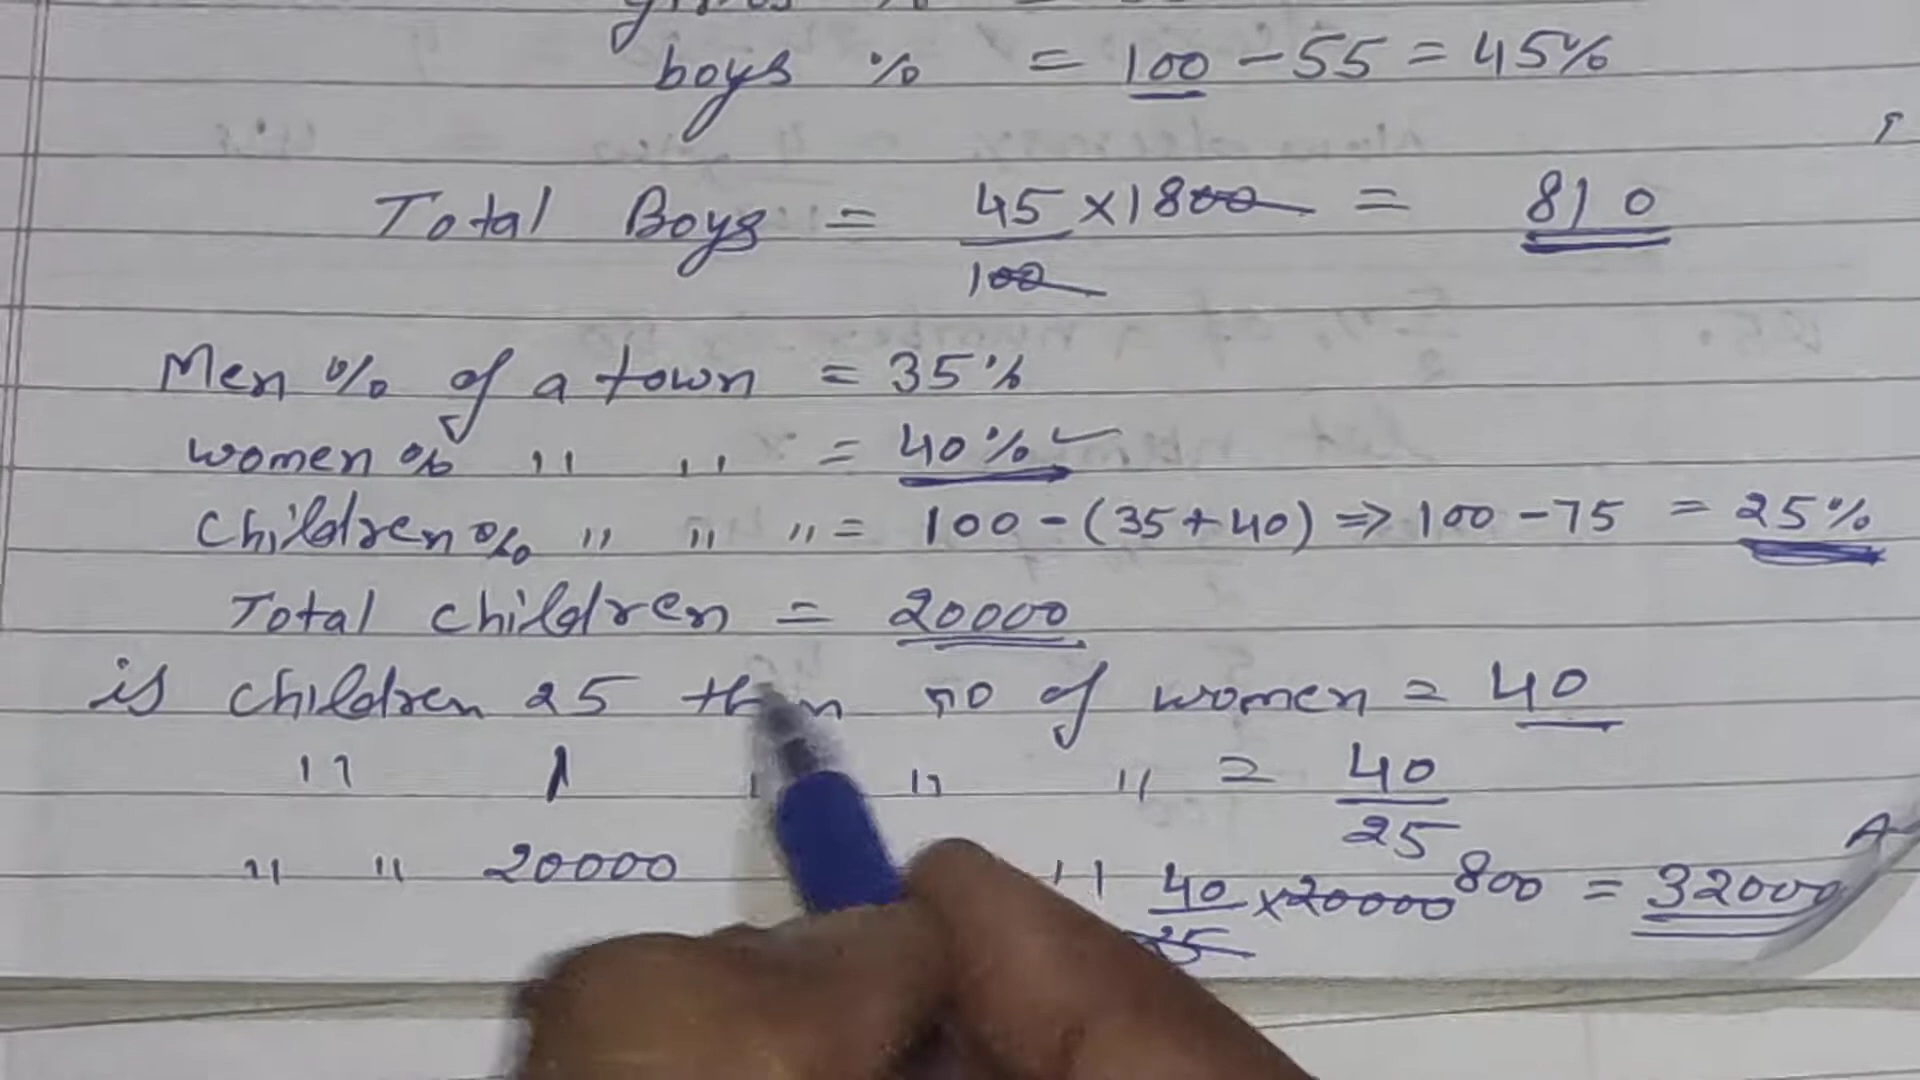 boys % = 100 - 55 = 45%
Total Boys = 45 × 1800 = 810
100
Men % of a town = 35%
women % '' '' = 40% ✓
Children % '' '' '' = 100 - (35 + 40) ⇒ 100 - 75 = 25%
Total children = 20000
is children 25 then no of women = 40
'' 1 '' '' '' = 40
25
'' '' 20000 '' 40 × 20000 800 = 32000
25